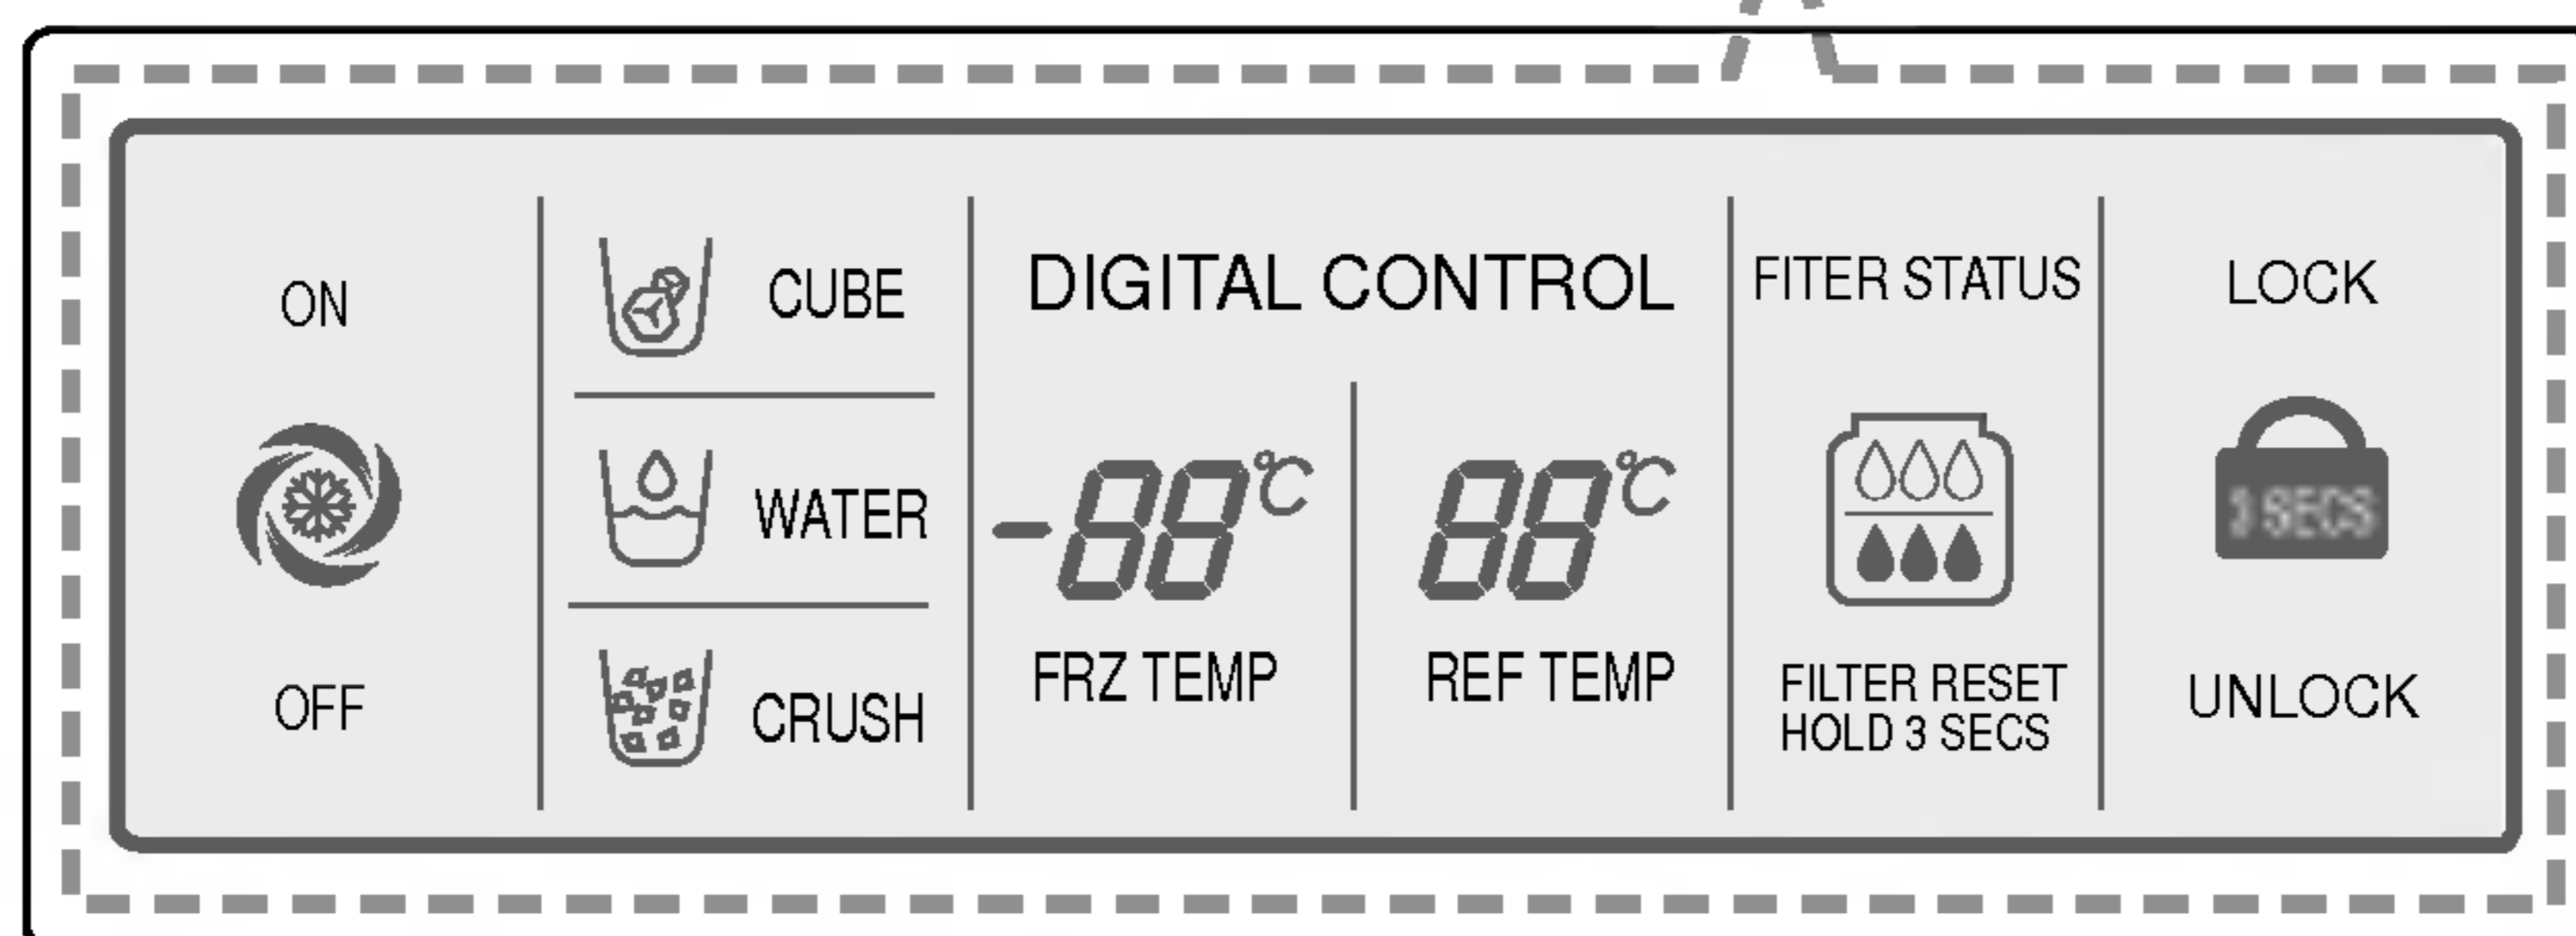 ON
OFF
CUBE
WATER
CRUSH
DIGITAL CONTROL
-88°C
FRZ TEMP
88°C
REF TEMP
FITER STATUS
FILTER RESET
HOLD 3 SECS
LOCK
3 SECS
UNLOCK